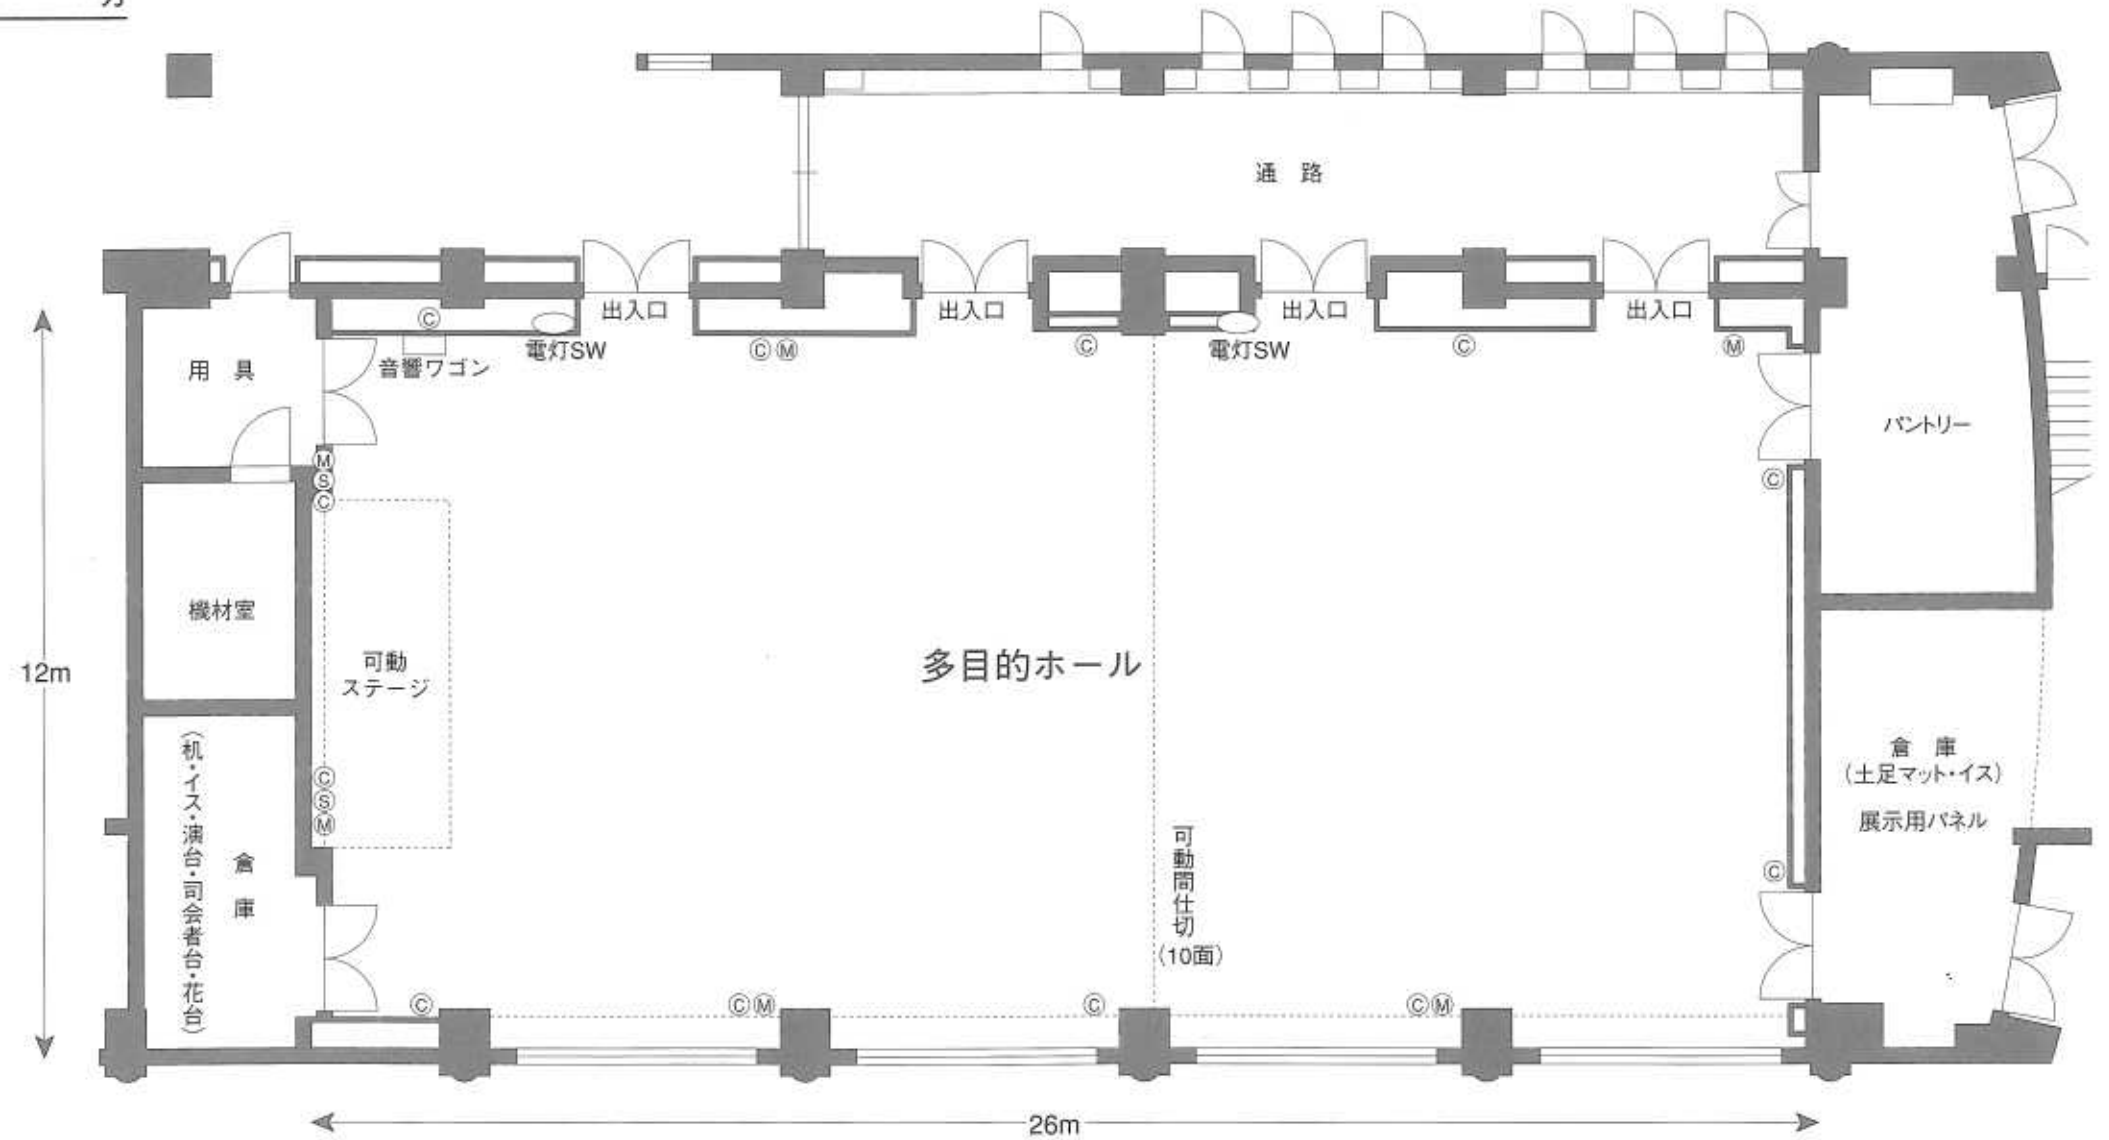 方
通 路
出入口
出入口
出入口
出入口
Ⓒ
電灯SW
音響ワゴン
ⒸⓂ
Ⓒ
電灯SW
Ⓒ
Ⓜ
用 具
パントリー
Ⓜ
Ⓢ
Ⓒ
Ⓒ
機材室
12m
可動
ステージ
多目的ホール
Ⓒ
Ⓢ
Ⓜ
倉 庫
(机・イス・演台・司会者台・花台)
可動間仕切
(10面)
倉 庫
(土足マット・イス)
展示用パネル
Ⓒ
Ⓒ
ⒸⓂ
Ⓒ
ⒸⓂ
26m